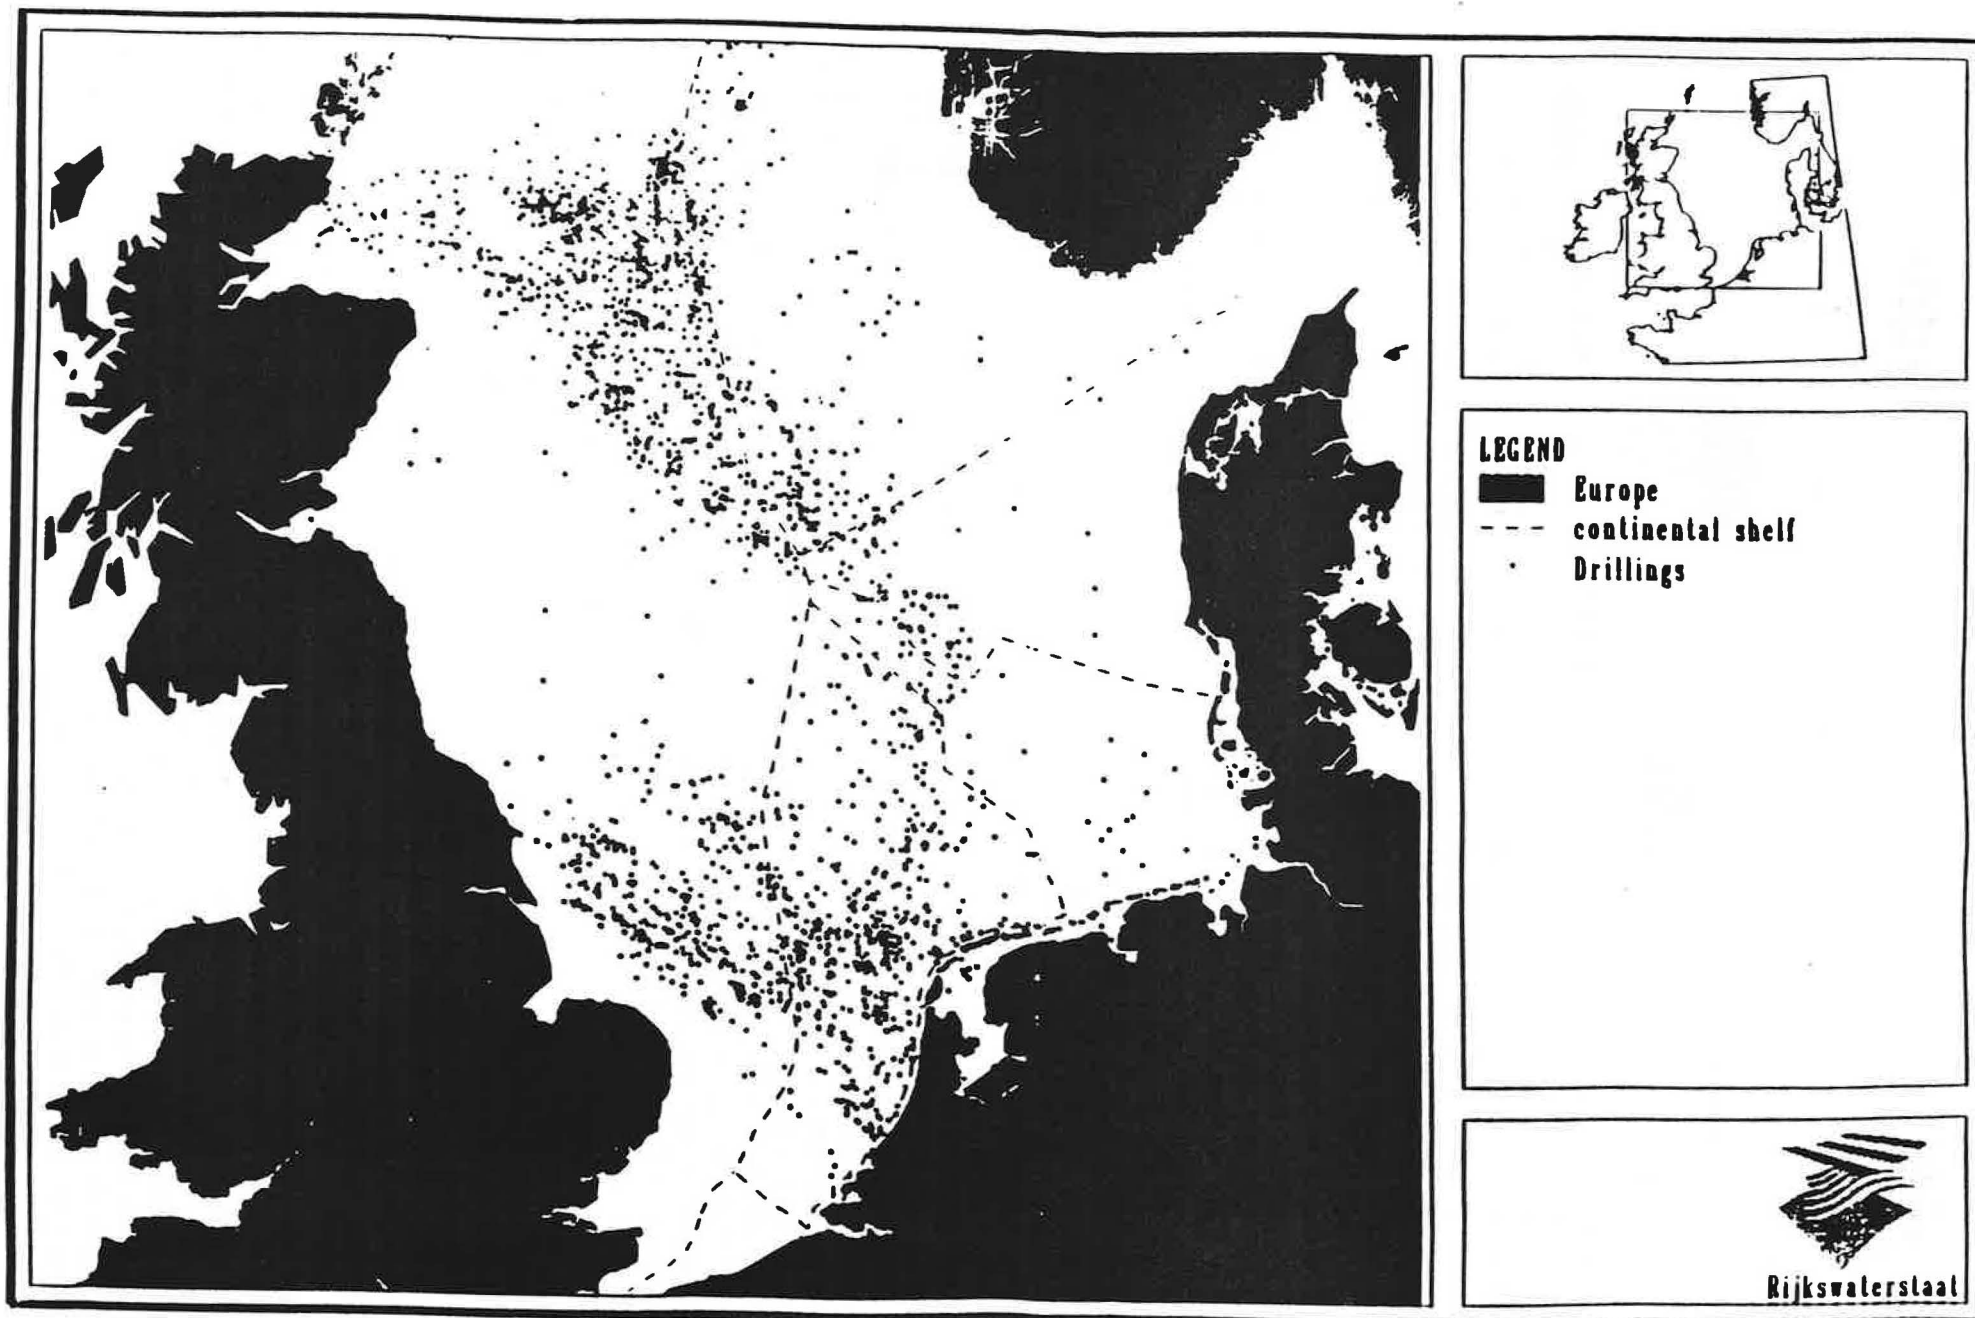 LEGEND
Europe
continental shelf
Drillings
Rijkswaterstaat